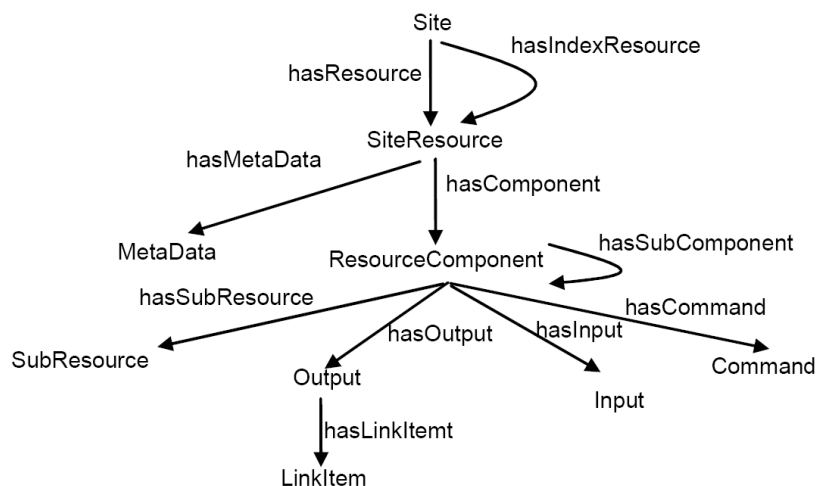 Site
hasIndexResource
hasResource
SiteResource
hasMetaData
hasComponent
MetaData
ResourceComponent
hasSubComponent
hasSubResource
hasOutput
hasInput
hasCommand
SubResource
Output
Input
Command
hasLinkItemt
LinkItem